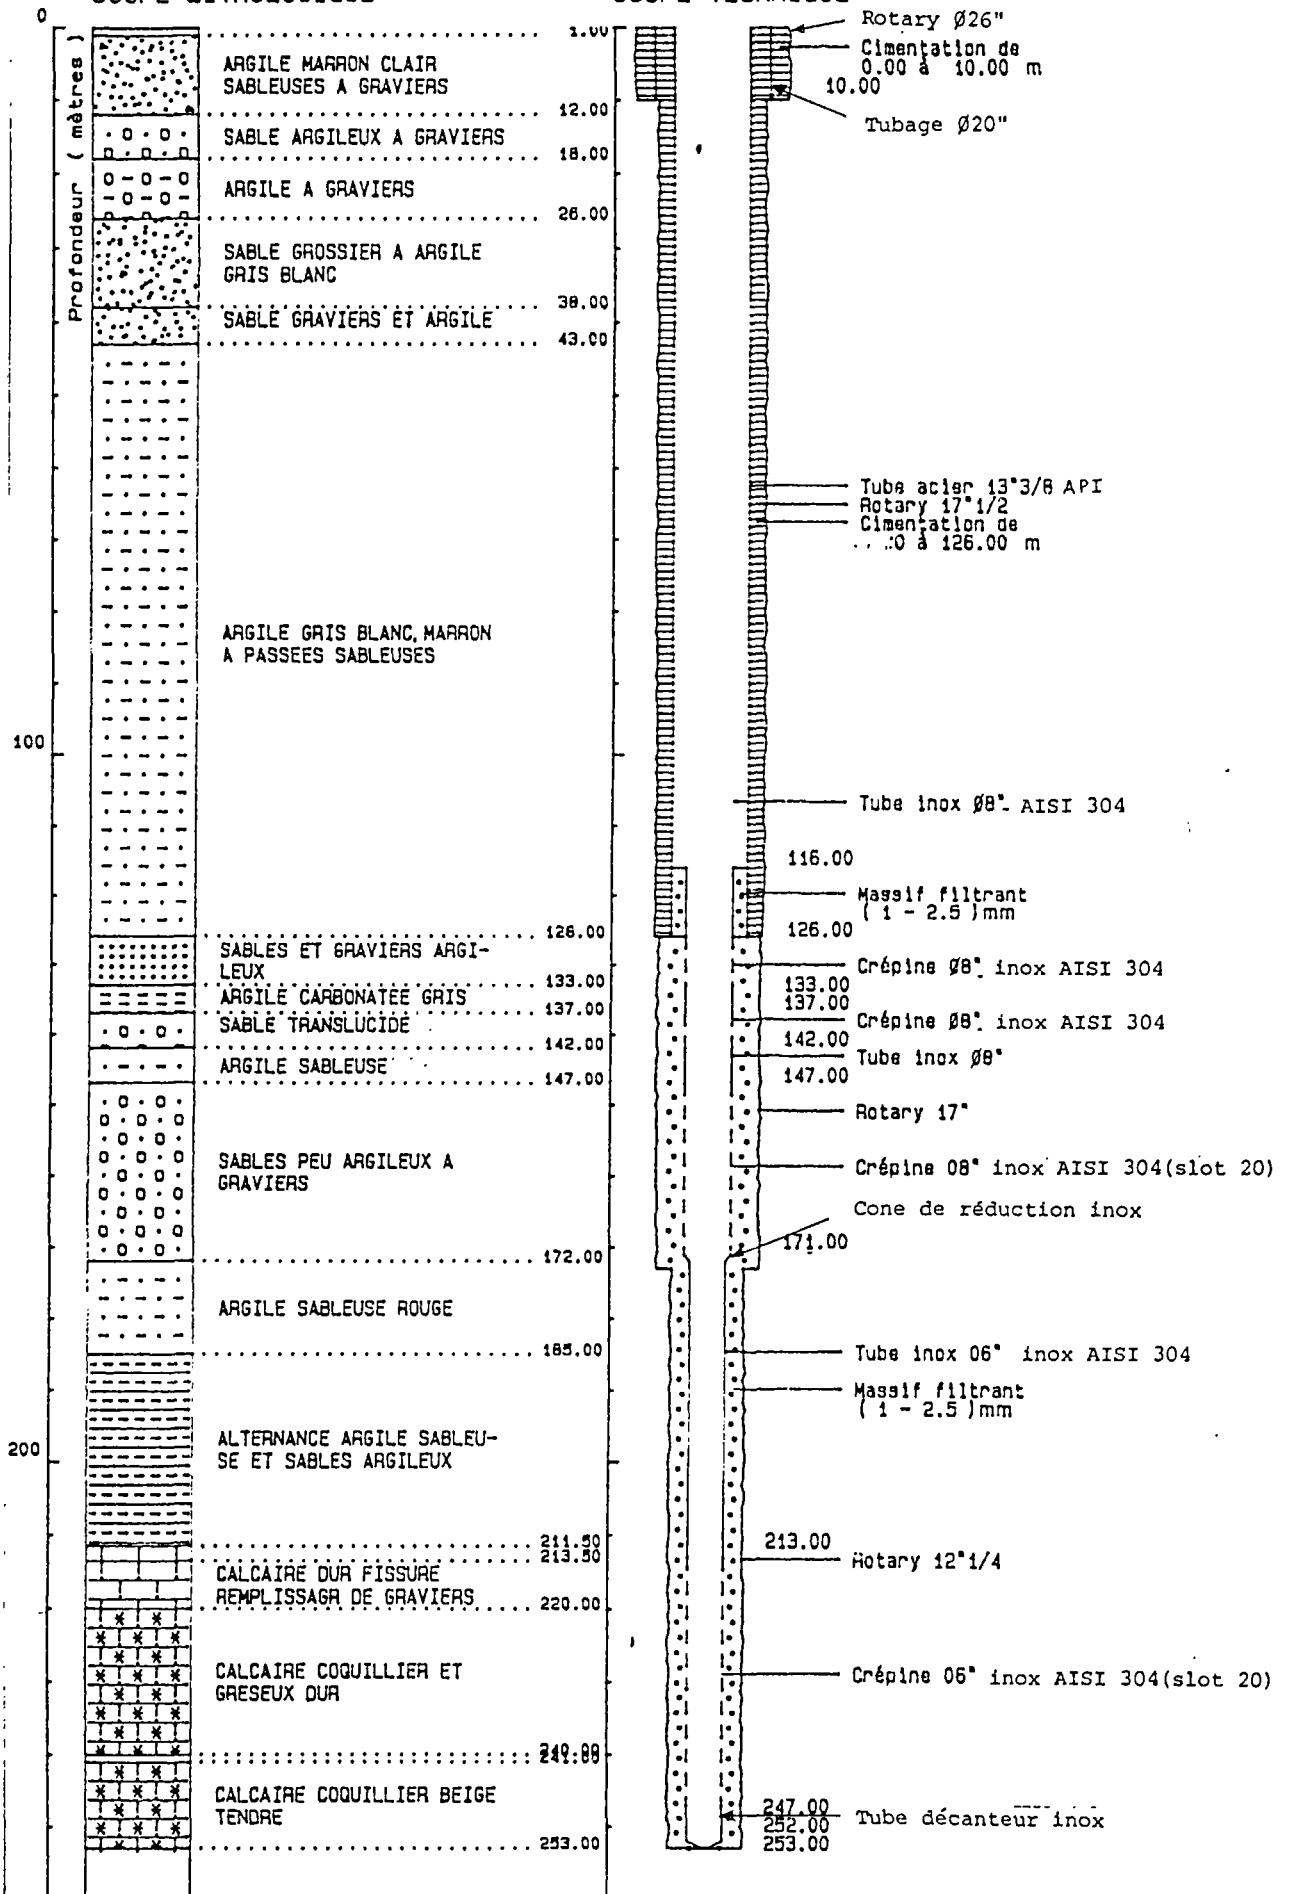 0
Profondeur ( mètres )
100
200
1.00
ARGILE MARRON CLAIR
SABLEUSES A GRAVIERS
12.00
SABLE ARGILEUX A GRAVIERS
18.00
ARGILE A GRAVIERS
26.00
SABLE GROSSIER A ARGILE
GRIS BLANC
38.00
SABLE GRAVIERS ET ARGILE
43.00
ARGILE GRIS BLANC, MARRON
A PASSEES SABLEUSES
126.00
SABLES ET GRAVIERS ARGI-
LEUX
133.00
ARGILE CARBONATEE GRIS
137.00
SABLE TRANSLUCIDE
142.00
ARGILE SABLEUSE
147.00
SABLES PEU ARGILEUX A
GRAVIERS
172.00
ARGILE SABLEUSE ROUGE
185.00
ALTERNANCE ARGILE SABLEU-
SE ET SABLES ARGILEUX
211.50
213.50
CALCAIRE DUR FISSURE
REMPLISSAGR DE GRAVIERS
220.00
CALCAIRE COQUILLIER ET
GRESEUX DUR
240.00
241.00
CALCAIRE COQUILLIER BEIGE
TENDRE
253.00
Rotary Ø26"
Cimentation de
0.00 à 10.00 m
10.00
Tubage Ø20"
Tube acier 13"3/8 API
Rotary 17"1/2
Cimentation de
0 à 126.00 m
Tube inox Ø8" AISI 304
116.00
Massif filtrant
( 1 - 2.5 )mm
126.00
Crépine Ø8" inox AISI 304
133.00
137.00
Crépine Ø8" inox AISI 304
142.00
Tube inox Ø8"
147.00
Rotary 17"
Crépine 08" inox AISI 304(slot 20)
Cone de réduction inox
171.00
Tube inox 06" inox AISI 304
Massif filtrant
( 1 - 2.5 )mm
213.00
Rotary 12"1/4
Crépine 06" inox AISI 304(slot 20)
247.00
Tube décanteur inox
252.00
253.00